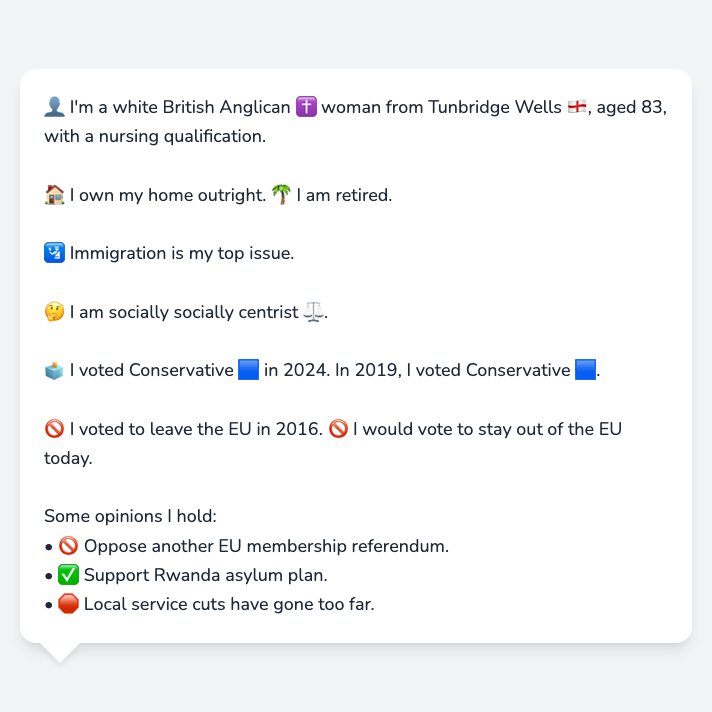 👤 I'm a white British Anglican ✝️ woman from Tunbridge Wells 🏴󠁧󠁢󠁥󠁮󠁧󠁿, aged 83,
with a nursing qualification.
🏠 I own my home outright. 🌴 I am retired.
🛂 Immigration is my top issue.
🤔 I am socially socially centrist ⚖️.
🗳️ I voted Conservative 🟦 in 2024. In 2019, I voted Conservative 🟦.
🚫 I voted to leave the EU in 2016. 🚫 I would vote to stay out of the EU
today.
Some opinions I hold:
• 🚫 Oppose another EU membership referendum.
• ✅ Support Rwanda asylum plan.
• 🛑 Local service cuts have gone too far.